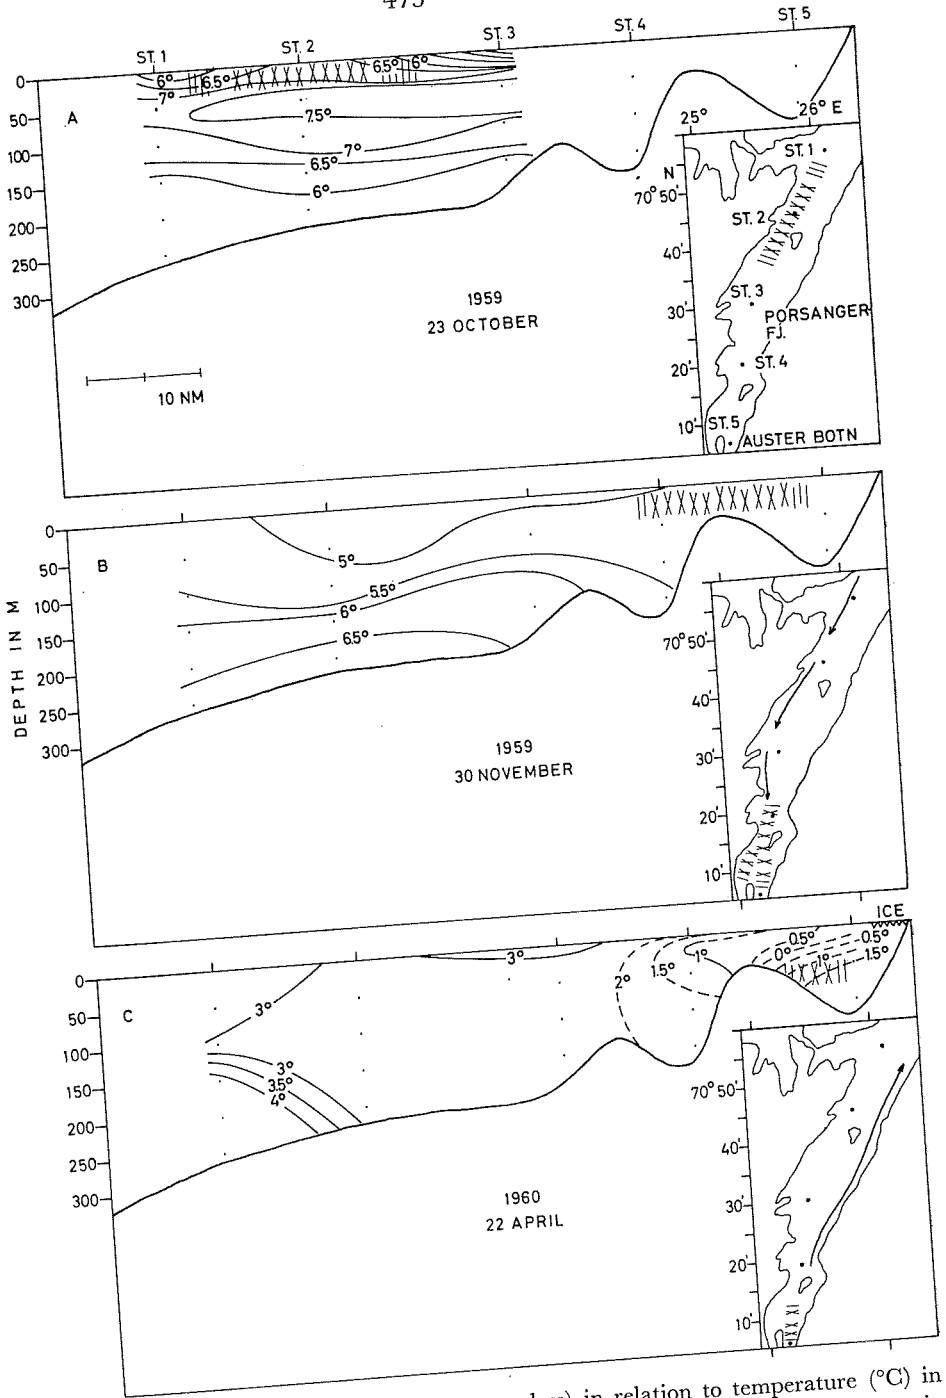 ST. 1 ST. 2 ST. 3 ST. 4 ST. 5
0
50
100
150
200
250
300
A
6° 6.5° 6.5° 6°
7°
7.5°
7°
6.5°
6°
1959
23 OCTOBER
10 NM
25° 26° E
N
70° 50'
40'
30'
20'
10'
ST. 1
ST. 2
ST. 3
PORSANGER
FJ.
ST. 4
ST. 5
AUSTER BOTN
DEPTH IN M
0
50
100
150
200
250
300
B
5°
5.5°
6°
6.5°
1959
30 NOVEMBER
70° 50'
40'
30'
20'
10'
ICE
0
50
100
150
200
250
300
C
3° 3°
3°
3.5°
4°
2° 1.5° 1° 0° 0.5° 0.5°
1° 1.5°
1960
22 APRIL
70° 50'
40'
30'
20'
10'
in relation to temperature (°C) in